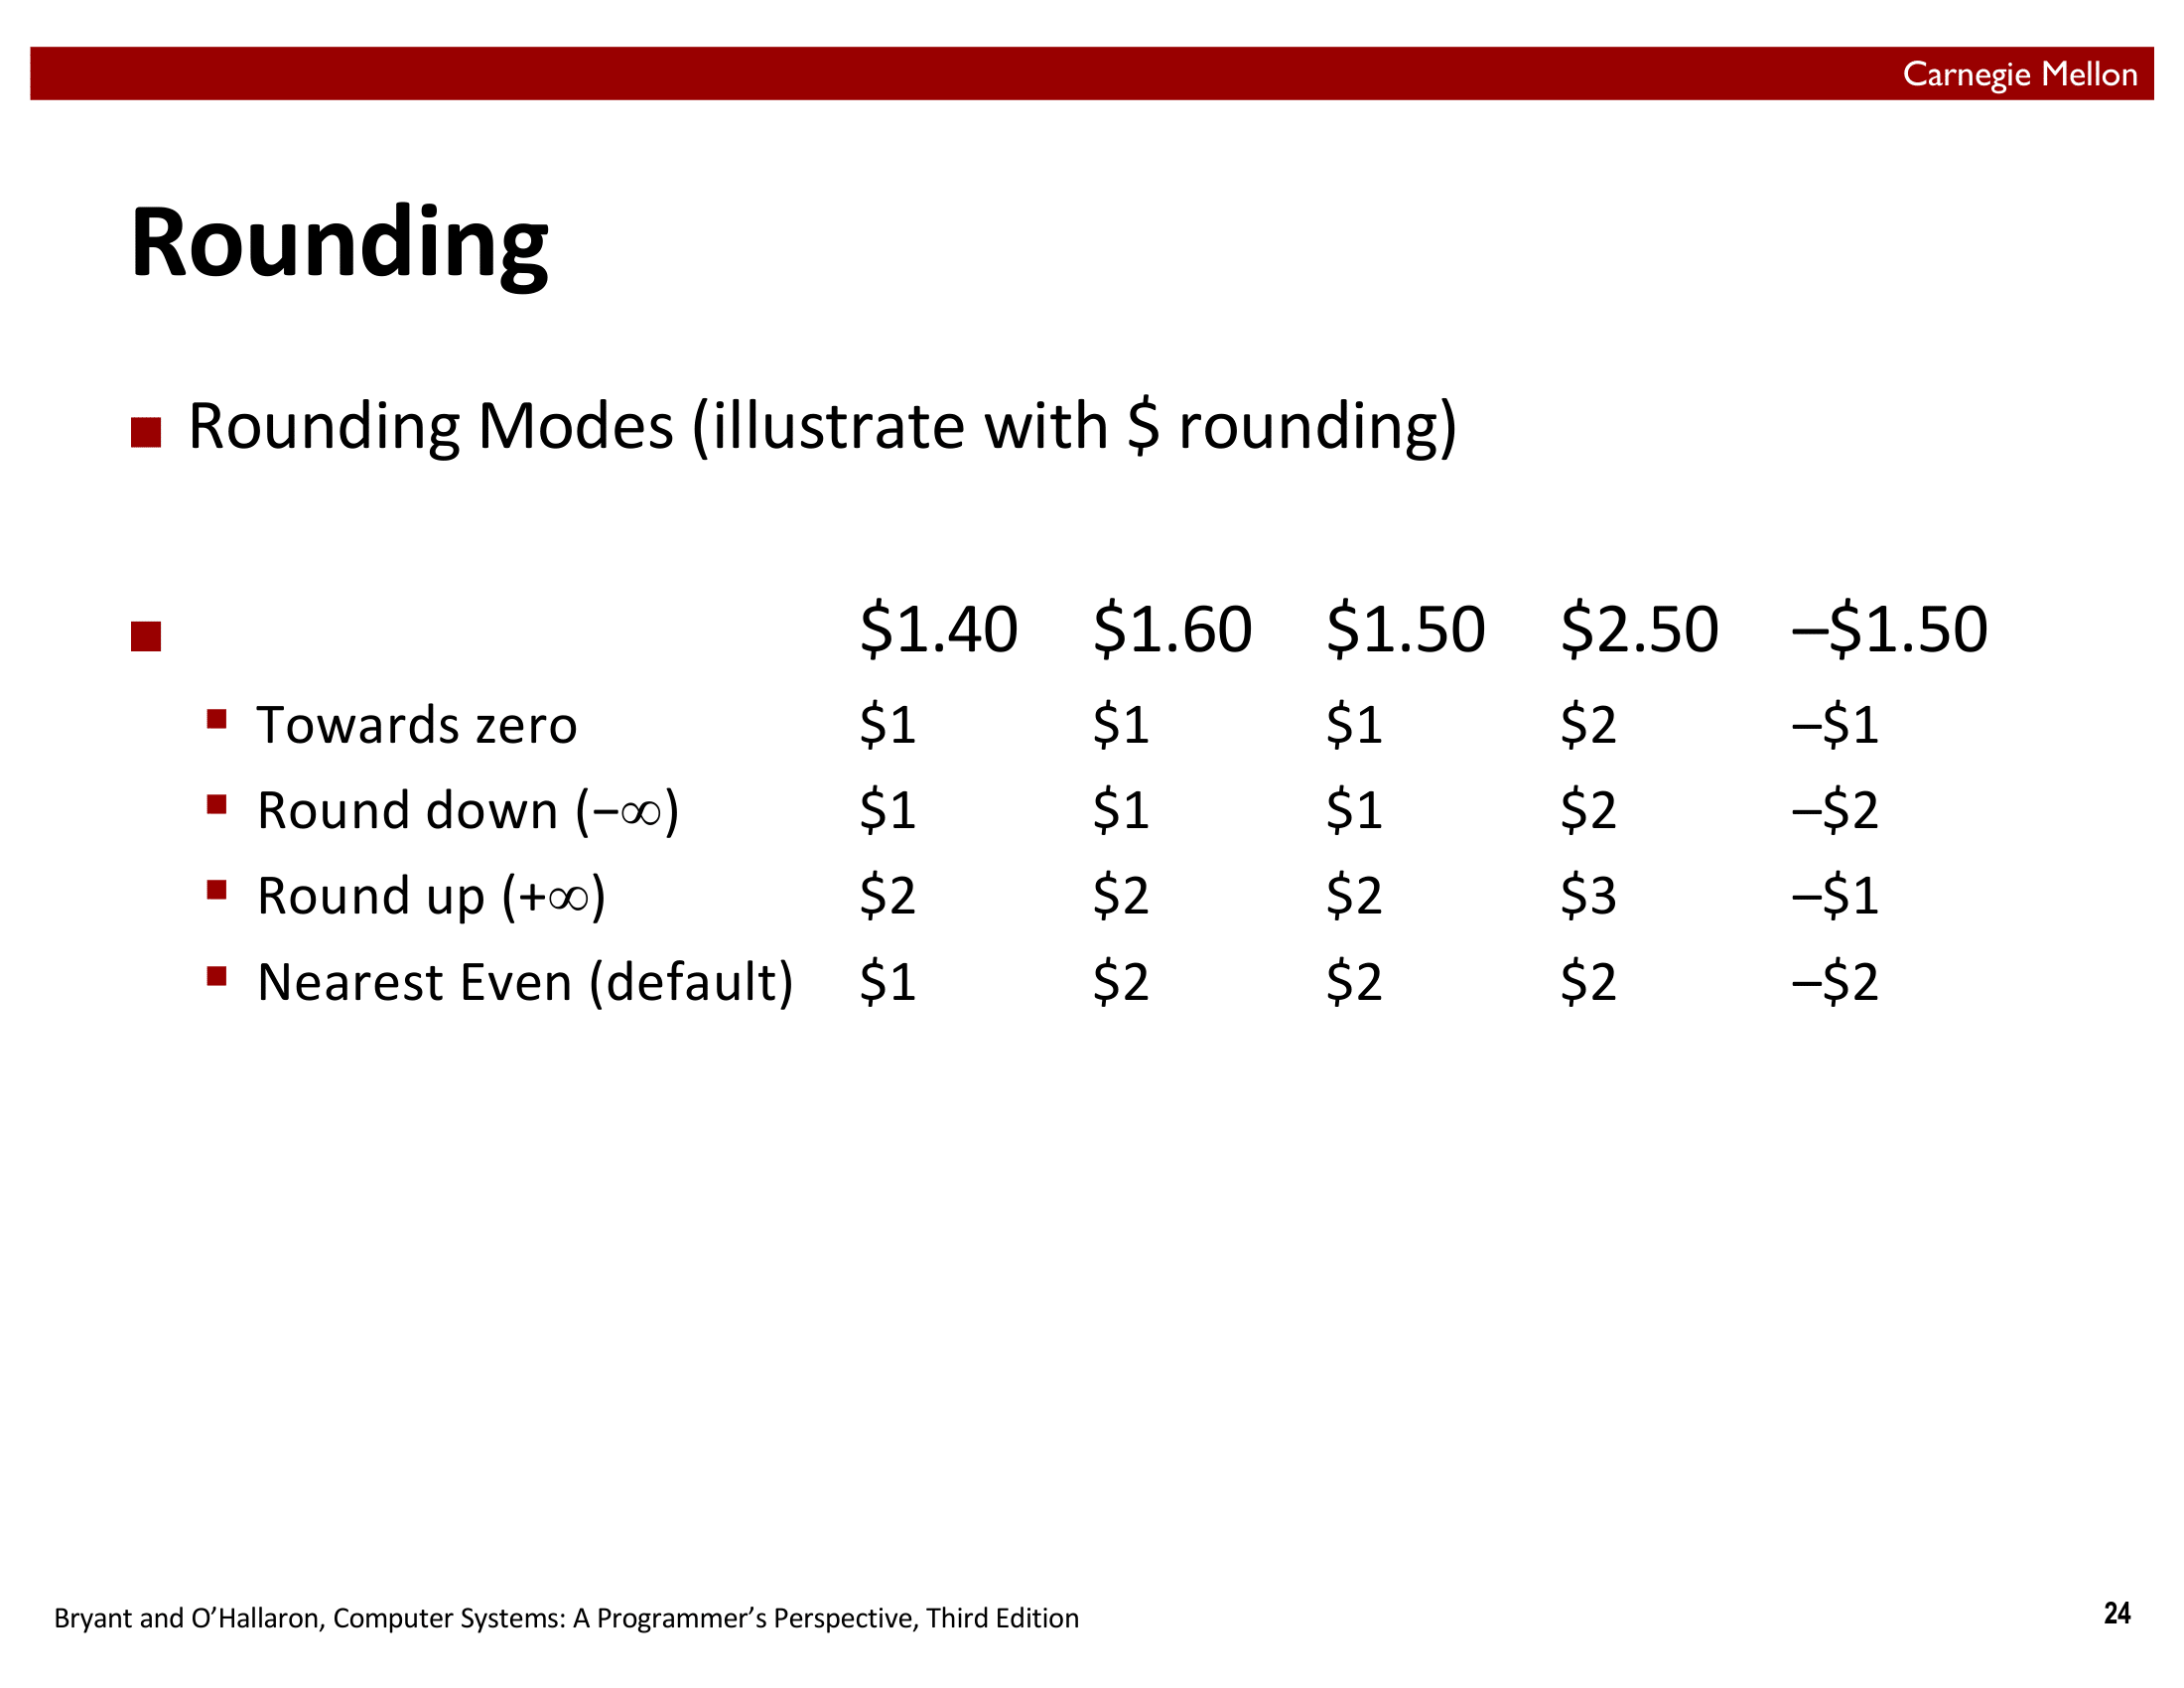 Carnegie Mellon
Rounding
Rounding Modes (illustrate with $ rounding)
$1.40 $1.60 $1.50 $2.50 –$1.50
Towards zero $1 $1 $1 $2 –$1
Round down (−∞) $1 $1 $1 $2 –$2
Round up (+∞) $2 $2 $2 $3 –$1
Nearest Even (default) $1 $2 $2 $2 –$2
Bryant and O’Hallaron, Computer Systems: A Programmer’s Perspective, Third Edition 24